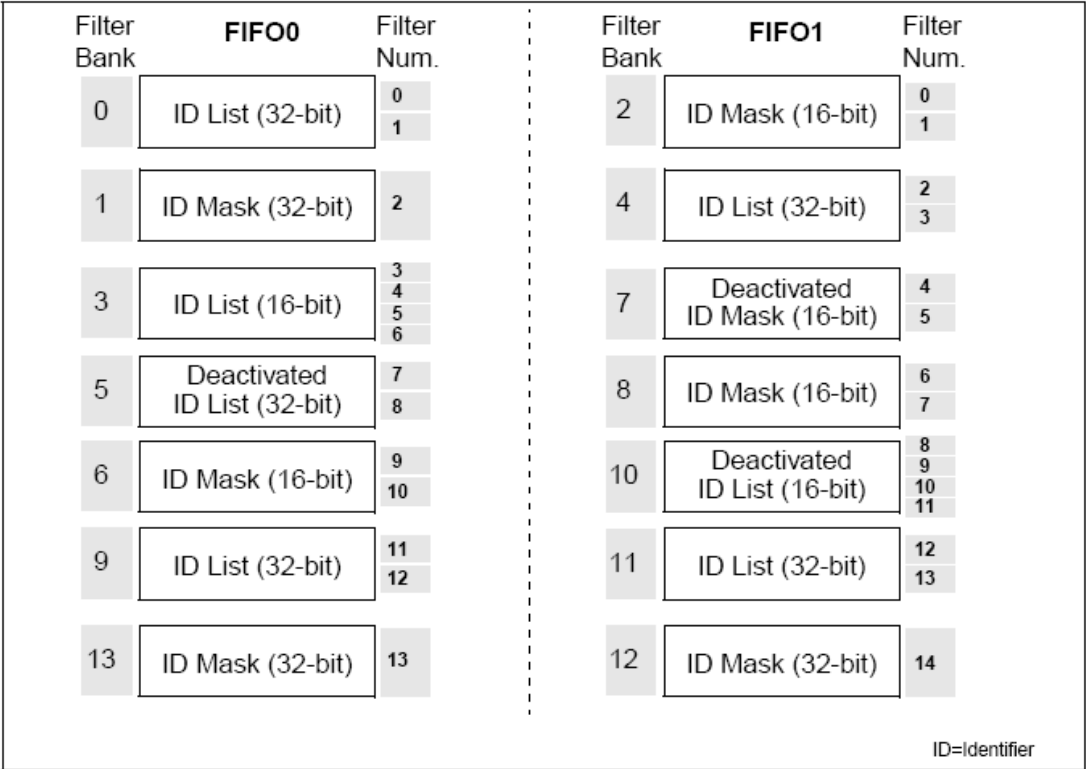 Filter Bank FIFO0 Filter Num.
0 ID List (32-bit) 0 1
1 ID Mask (32-bit) 2
3 ID List (16-bit) 3 4 5 6
5 Deactivated ID List (32-bit) 7 8
6 ID Mask (16-bit) 9 10
9 ID List (32-bit) 11 12
13 ID Mask (32-bit) 13
Filter Bank FIFO1 Filter Num.
2 ID Mask (16-bit) 0 1
4 ID List (32-bit) 2 3
7 Deactivated ID Mask (16-bit) 4 5
8 ID Mask (16-bit) 6 7
10 Deactivated ID List (16-bit) 8 9 10 11
11 ID List (32-bit) 12 13
12 ID Mask (32-bit) 14
ID=Identifier